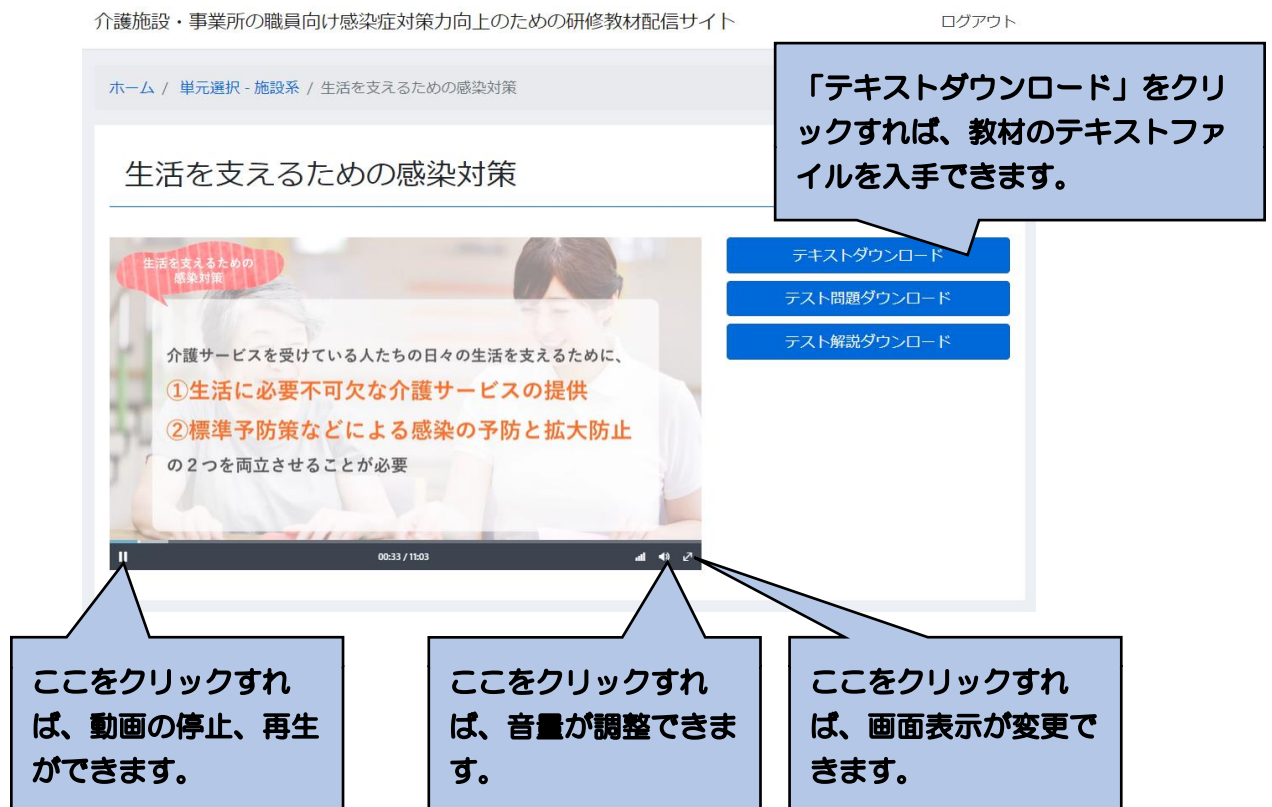 介護施設・事業所の職員向け感染症対策力向上のための研修教材配信サイト
ログアウト
ホーム / 単元選択 - 施設系 / 生活を支えるための感染対策
「テキストダウンロード」をクリ
ックすれば、教材のテキストファ
イルを入手できます。
生活を支えるための感染対策
生活を支えるための
感染対策
介護サービスを受けている人たちの日々の生活を支えるために、
①生活に必要不可欠な介護サービスの提供
②標準予防策などによる感染の予防と拡大防止
の２つを両立させることが必要
00:33 / 11:03
テキストダウンロード
テスト問題ダウンロード
テスト解説ダウンロード
ここをクリックすれ
ば、動画の停止、再生
ができます。
ここをクリックすれ
ば、音量が調整できま
す。
ここをクリックすれ
ば、画面表示が変更で
きます。